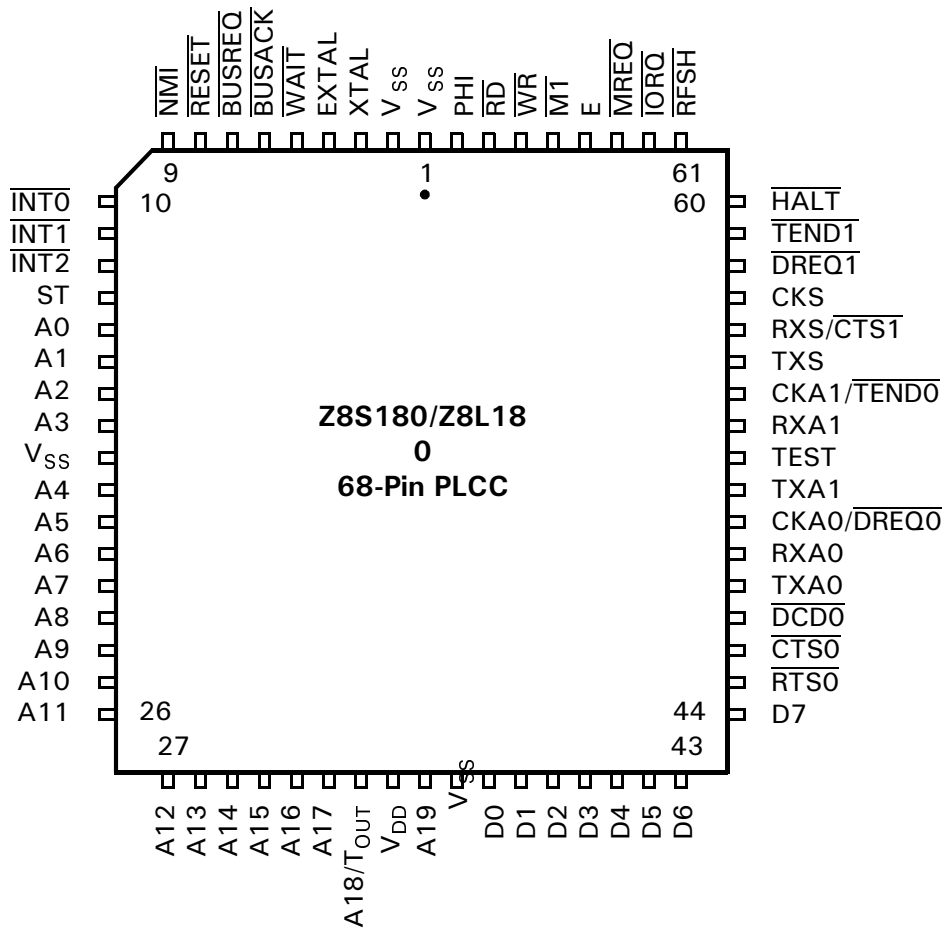 NMI
RESET
BUSREQ
BUSACK
WAIT
EXTAL
XTAL
VSS
VSS
PHI
RD
WR
M1
E
MREQ
IORQ
RFSH
9
1
61
10
60
INT0
INT1
INT2
ST
A0
A1
A2
A3
VSS
A4
A5
A6
A7
A8
A9
A10
A11
Z8S180/Z8L18
0
68-Pin PLCC
HALT
TEND1
DREQ1
CKS
RXS/CTS1
TXS
CKA1/TEND0
RXA1
TEST
TXA1
CKA0/DREQ0
RXA0
TXA0
DCD0
CTS0
RTS0
D7
26
44
27
43
A12
A13
A14
A15
A16
A17
A18/TOUT
VDD
A19
VSS
D0
D1
D2
D3
D4
D5
D6